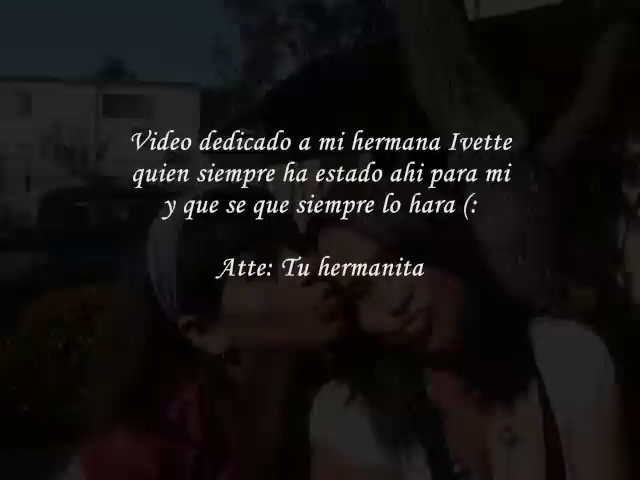 Video dedicado a mi hermana Ivette
quien siempre ha estado ahi para mi
y que se que siempre lo hara (:
Atte: Tu hermanita